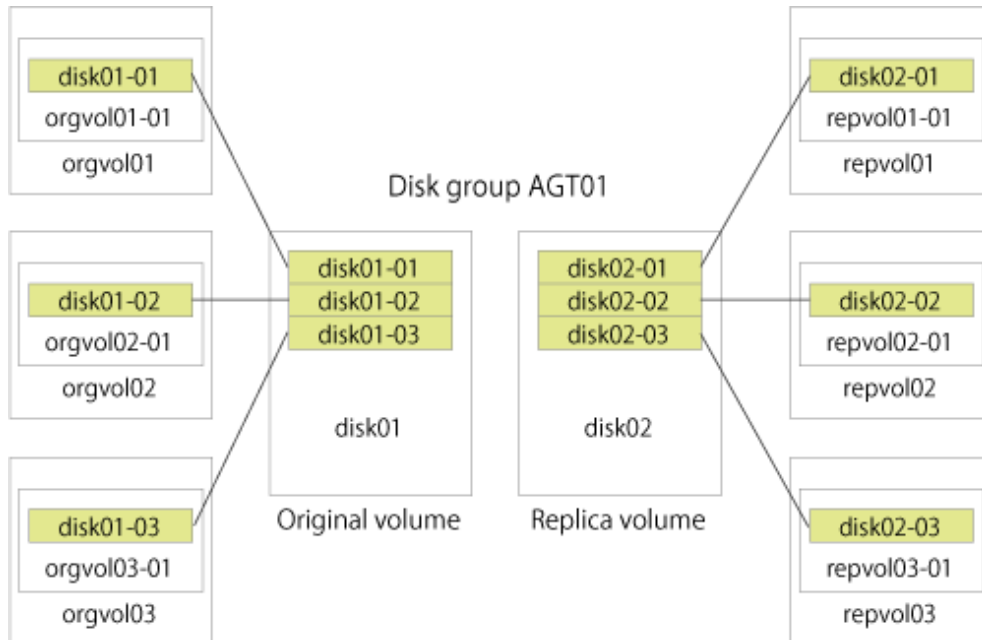 disk01-01
orgvol01-01
orgvol01
disk01-02
orgvol02-01
orgvol02
disk01-03
orgvol03-01
orgvol03
Disk group AGT01
disk01-01
disk01-02
disk01-03
disk01
Original volume
disk02-01
disk02-02
disk02-03
disk02
Replica volume
disk02-01
repvol01-01
repvol01
disk02-02
repvol02-01
repvol02
disk02-03
repvol03-01
repvol03